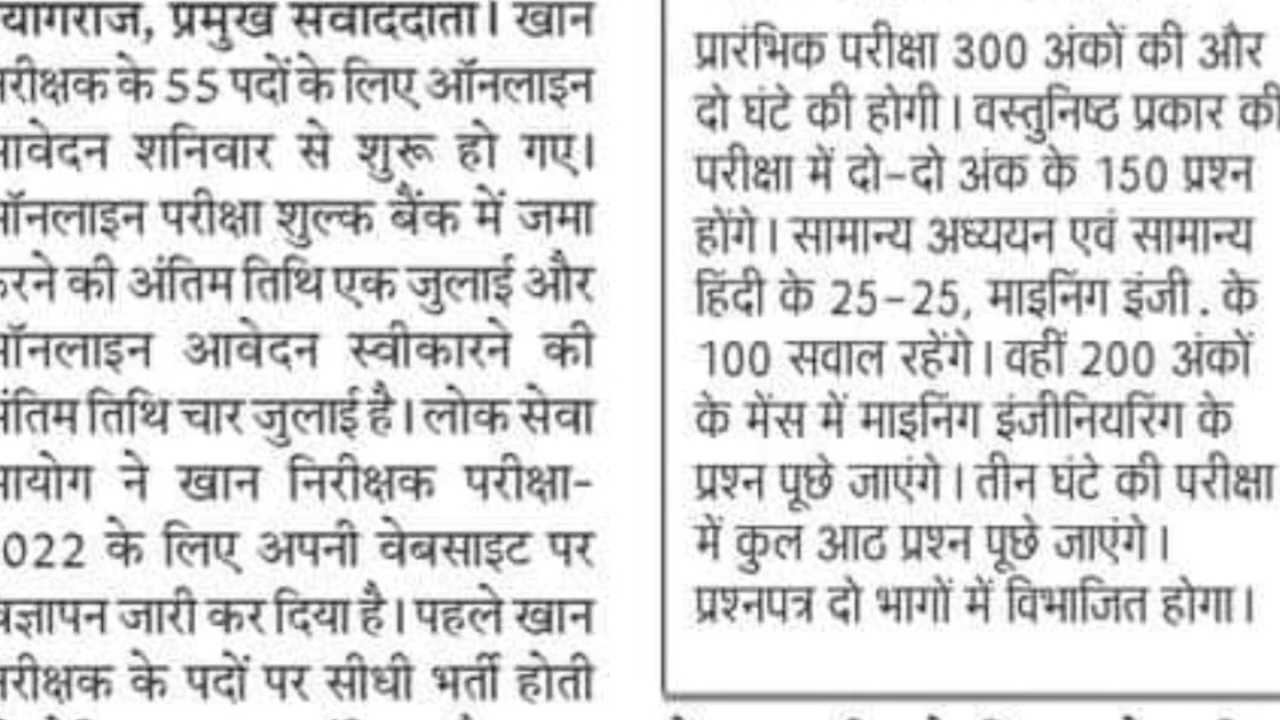 यागराज, प्रमुख संवाददाता। खान
रीक्षक के 55 पदों के लिए ऑनलाइन
आवेदन शनिवार से शुरू हो गए।
ऑनलाइन परीक्षा शुल्क बैंक में जमा
करने की अंतिम तिथि एक जुलाई और
ऑनलाइन आवेदन स्वीकारने की
अंतिम तिथि चार जुलाई है। लोक सेवा
आयोग ने खान निरीक्षक परीक्षा-
022 के लिए अपनी वेबसाइट पर
विज्ञापन जारी कर दिया है। पहले खान
रीक्षक के पदों पर सीधी भर्ती होती
प्रारंभिक परीक्षा 300 अंकों की और
दो घंटे की होगी। वस्तुनिष्ठ प्रकार की
परीक्षा में दो-दो अंक के 150 प्रश्न
होंगे। सामान्य अध्ययन एवं सामान्य
हिंदी के 25-25, माइनिंग इंजी. के
100 सवाल रहेंगे। वहीं 200 अंकों
के मेंस में माइनिंग इंजीनियरिंग के
प्रश्न पूछे जाएंगे। तीन घंटे की परीक्षा
में कुल आठ प्रश्न पूछे जाएंगे।
प्रश्नपत्र दो भागों में विभाजित होगा।